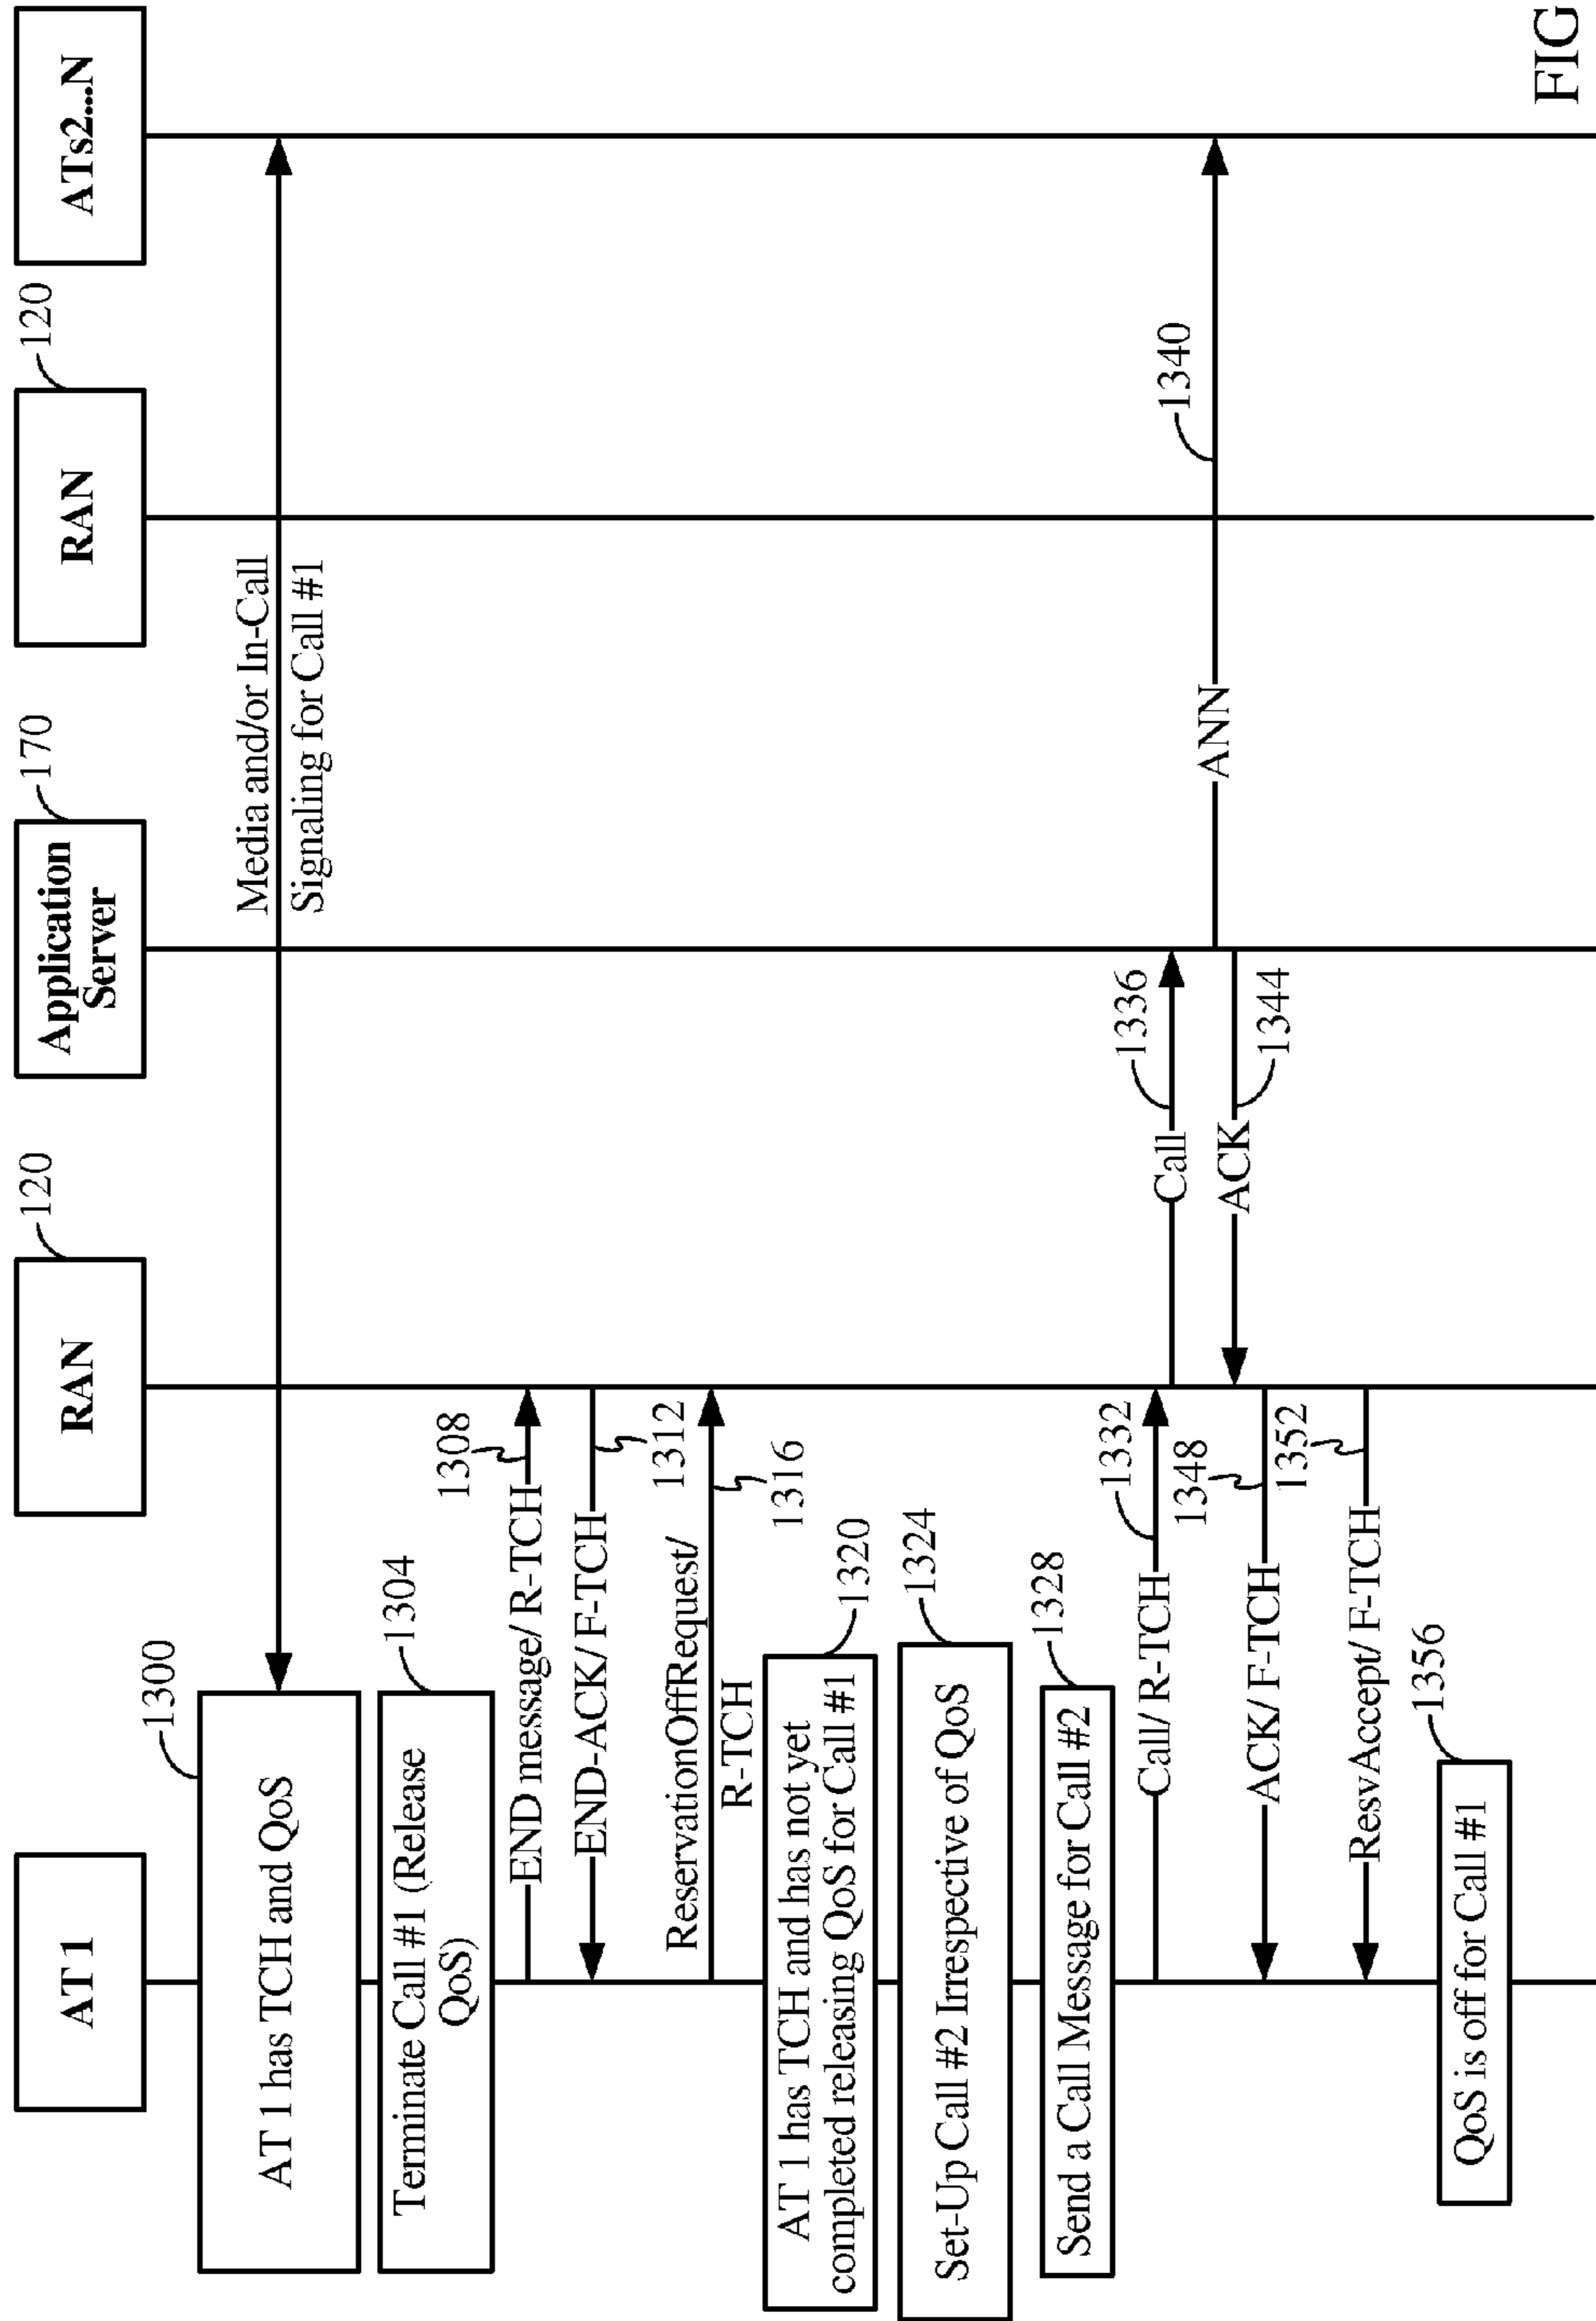 AT 1
RAN
120
Application
Server
170
RAN
120
ATs2...N
1300
AT 1 has TCH and QoS
Media and/or In-Call
Signaling for Call #1
Terminate Call #1 (Release
QoS)
1304
END message/ R-TCH
1308
END-ACK/ F-TCH
1312
ReservationOffRequest/
R-TCH
1316
AT 1 has TCH and has not yet
completed releasing QoS for Call #1
1320
Set-Up Call #2 Irrespective of QoS
1324
Send a Call Message for Call #2
1328
Call/ R-TCH
1332
Call
1336
ANN
1340
ACK
1344
ACK/ F-TCH
1348
ResvAccept/ F-TCH
1352
QoS is off for Call #1
1356
FIG